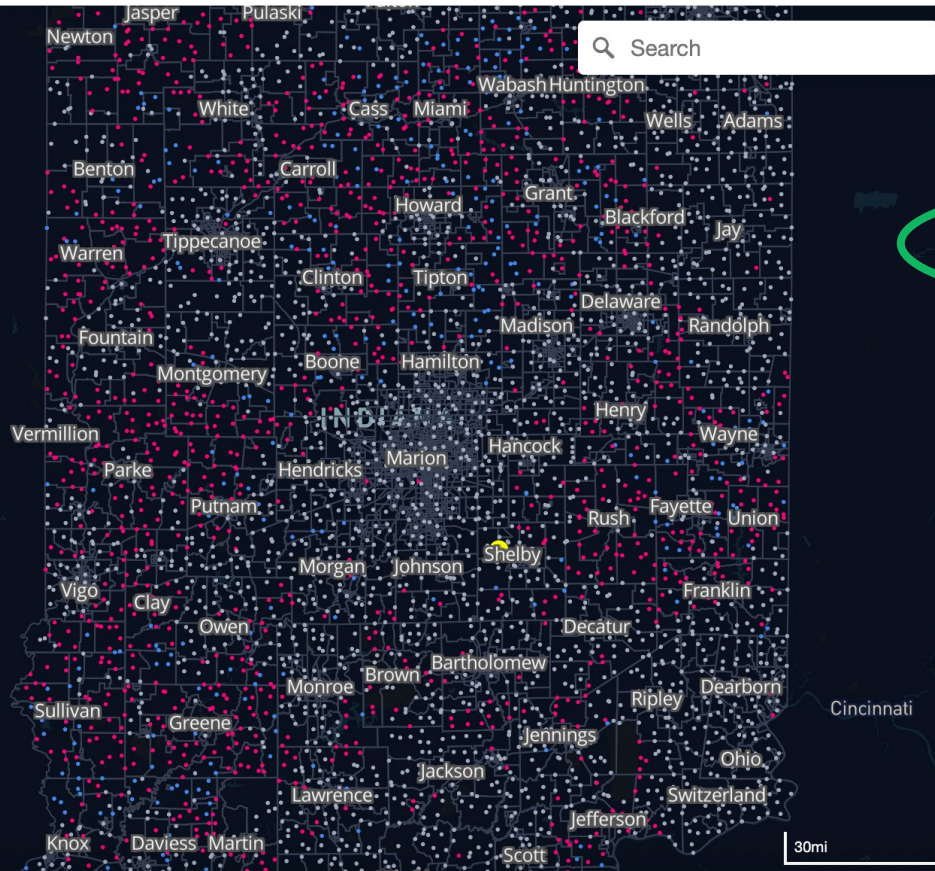 Jasper
Pulaski
Newton
Search
Wabash
Huntington
White
Cass
Miami
Wells
Adams
Benton
Carroll
Grant
Howard
Blackford
Jay
Tippecanoe
Warren
Clinton
Tipton
Delaware
Madison
Randolph
Fountain
Boone
Hamilton
Montgomery
Henry
Vermillion
Wayne
Hancock
Marion
Parke
Hendricks
Putnam
Fayette
Rush
Union
Shelby
Morgan
Johnson
Vigo
Franklin
Clay
Owen
Decatur
Bartholomew
Brown
Monroe
Dearborn
Ripley
Sullivan
Cincinnati
Greene
Jennings
Ohio
Jackson
Lawrence
Switzerland
Jefferson
Knox
Daviess
Martin
30mi
Scott